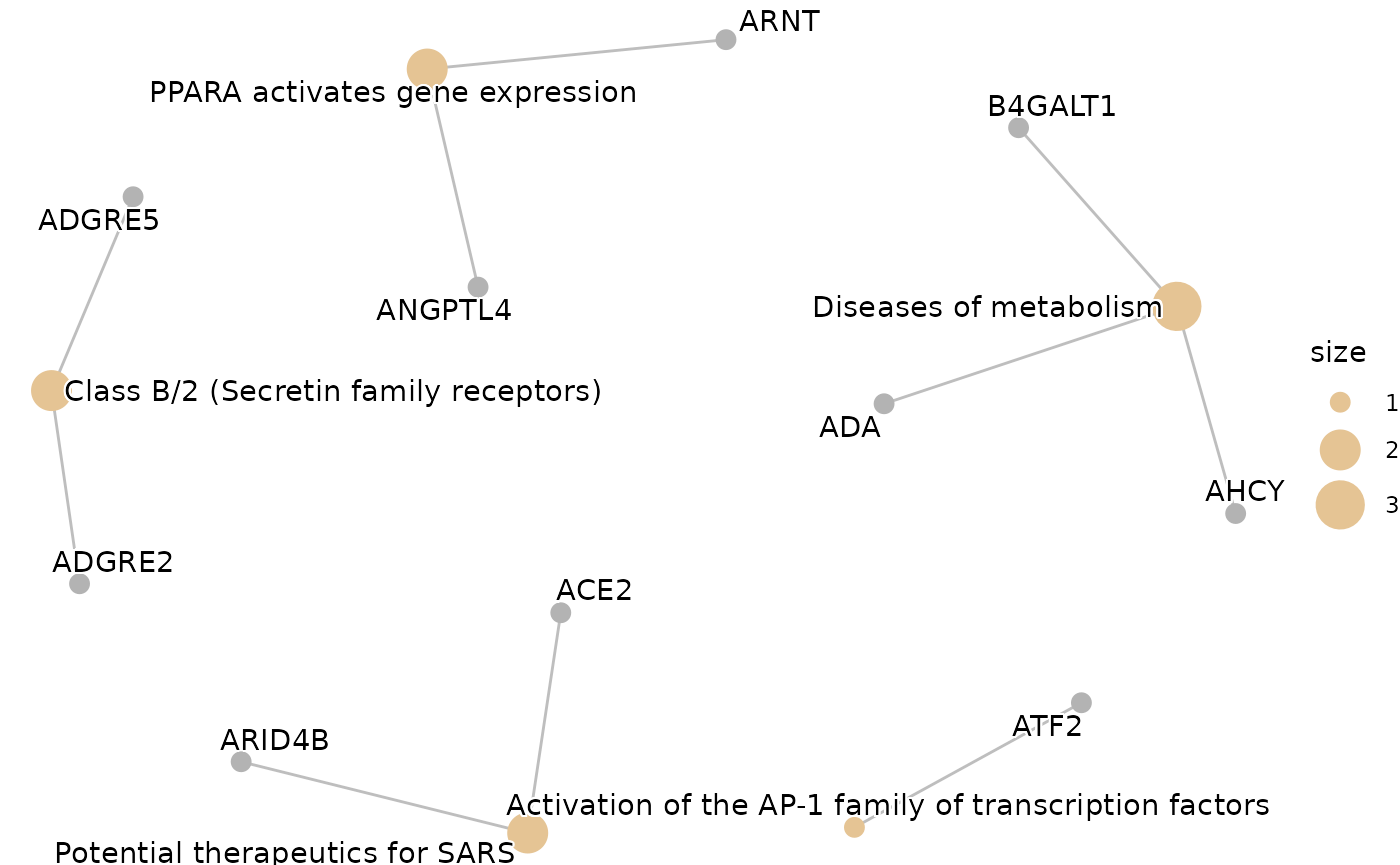 ARNT
PPARA activates gene expression
B4GALT1
ADGRE5
ANGPTL4
Diseases of metabolism
size
Class B/2 (Secretin family receptors)
1
ADA
2
AHCY
3
ADGRE2
ACE2
ATF2
ARID4B
Activation of the AP-1 family of transcription factors
Potential therapeutics for SARS